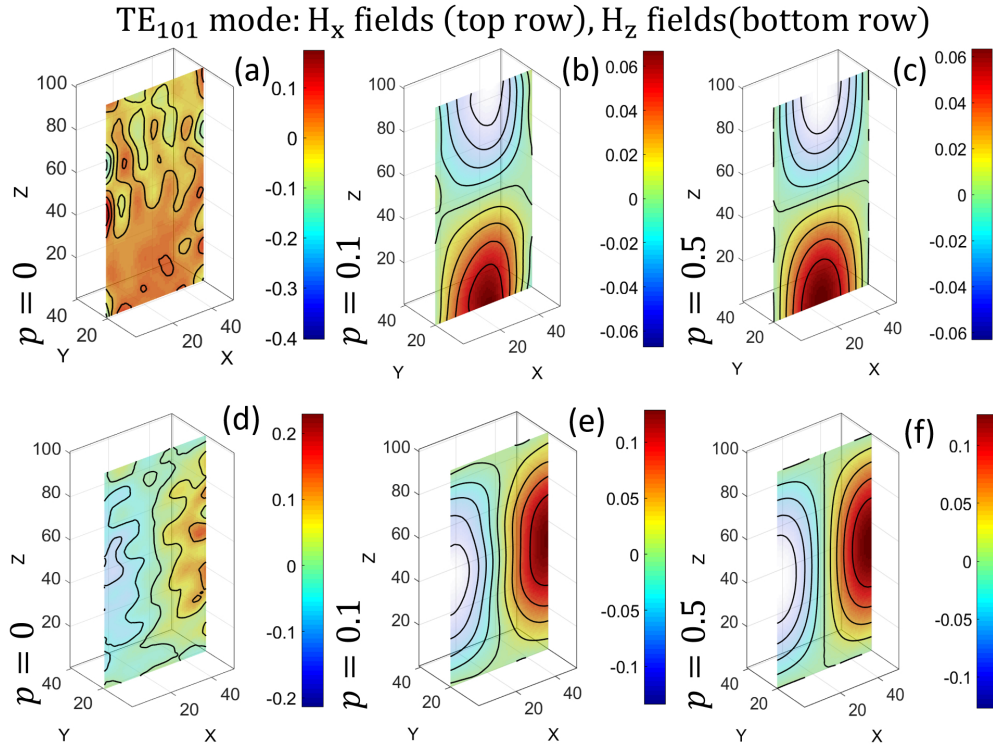 TE₁₀₁ mode: Hₓ fields (top row), H_z fields(bottom row)
(a) (b) (c)
100 80 60 40 20
z
p = 0
40 20
Y
20 40
X
0.1 0 -0.1 -0.2 -0.3 -0.4
100 80 60 40 20
z
p = 0.1
40 20
Y
20 40
X
0.06 0.04 0.02 0 -0.02 -0.04 -0.06
100 80 60 40 20
z
p = 0.5
40 20
Y
20 40
X
0.06 0.04 0.02 0 -0.02 -0.04 -0.06
(d) (e) (f)
100 80 60 40 20
z
p = 0
40 20
Y
20 40
X
0.2 0.1 0 -0.1 -0.2
100 80 60 40 20
z
p = 0.1
40 20
Y
20 40
X
0.1 0.05 0 -0.05 -0.1
100 80 60 40 20
z
p = 0.5
40 20
Y
20 40
X
0.1 0.05 0 -0.05 -0.1